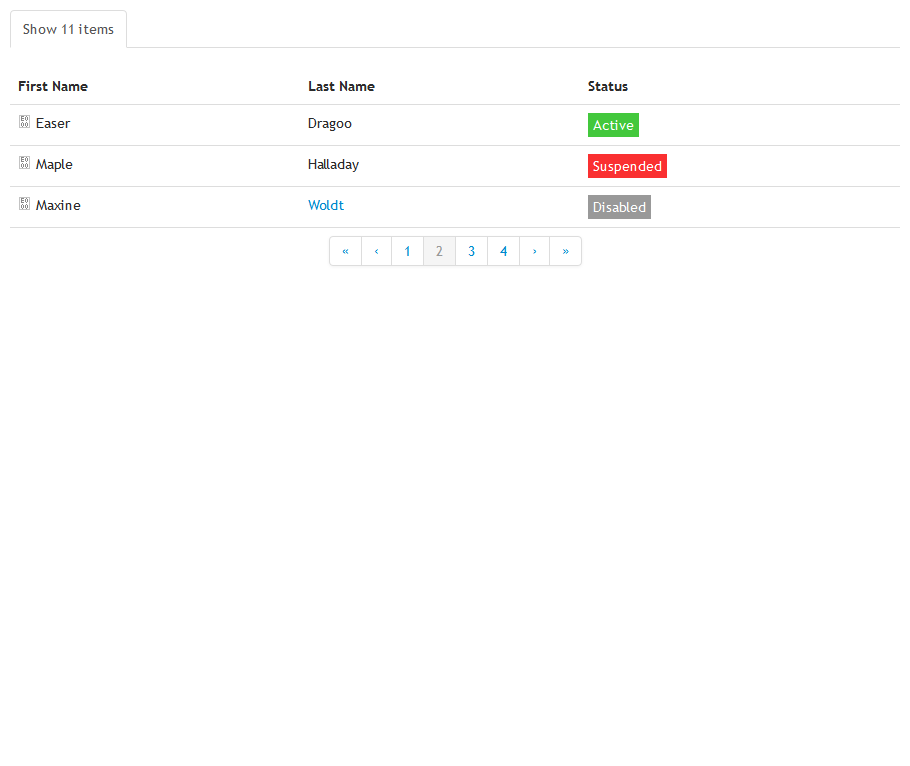 Show 11 items
First Name Last Name Status
Easer Dragoo Active
Maple Halladay Suspended
Maxine Woldt Disabled
« ‹ 1 2 3 4 › »